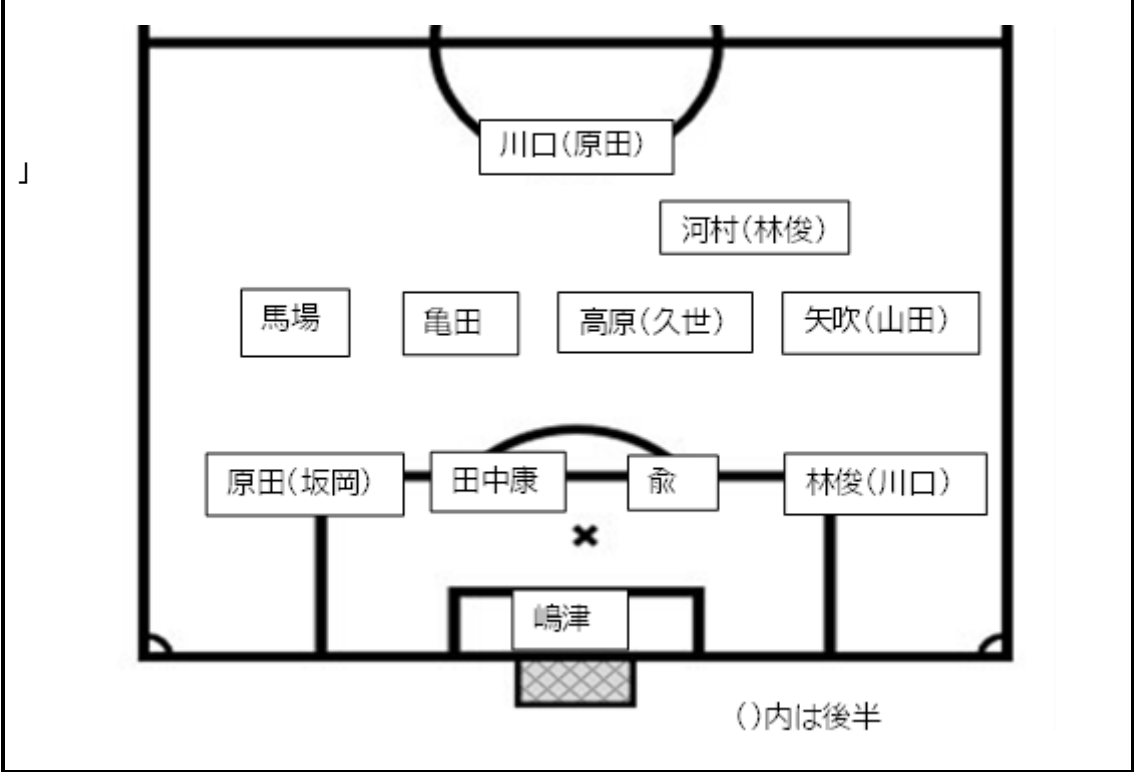 川口(原田)
」
河村(林俊)
馬場 亀田 高原(久世) 矢吹(山田)
原田(坂岡) 田中康 兪 林俊(川口)
嶋津
()内は後半